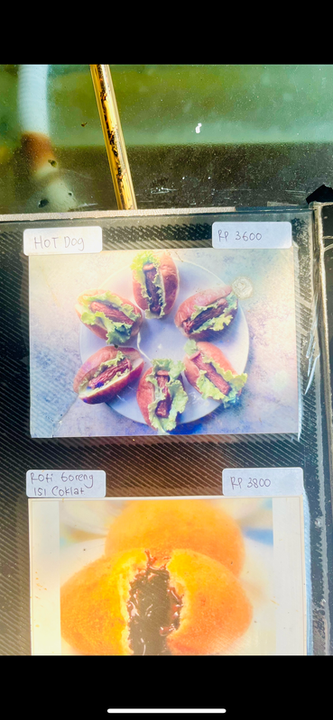 HOT DOg
RP 3600
Roti Goreng
ISI Coklat
RP 3800